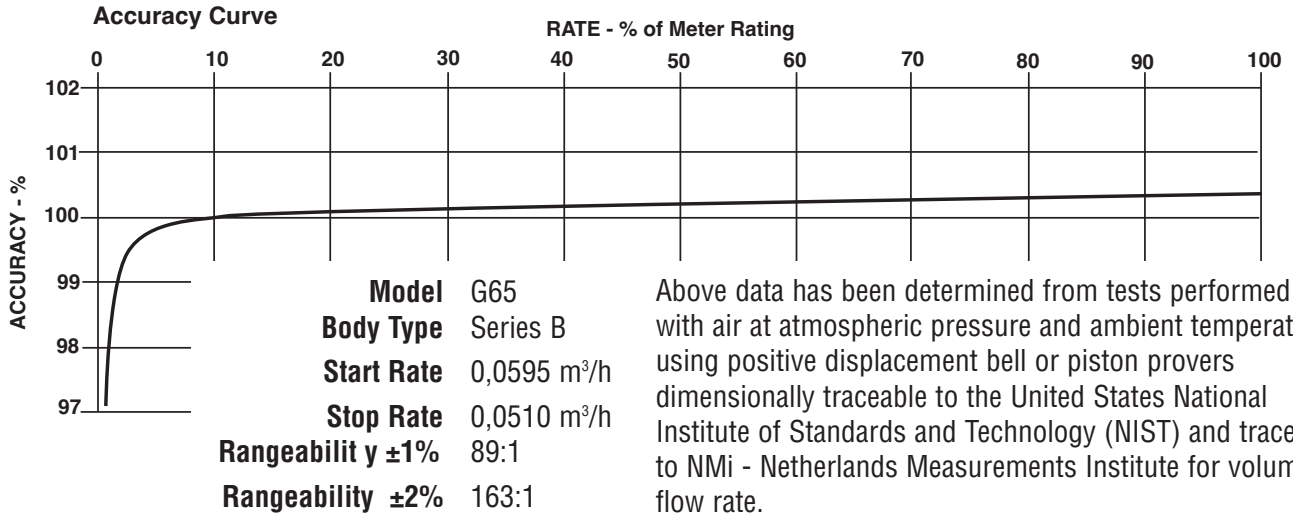 Accuracy Curve
RATE - % of Meter Rating
0 10 20 30 40 50 60 70 80 90 100
102
101
100
99
98
97
ACCURACY - %
Model G65
Body Type Series B
Start Rate 0,0595 m³/h
Stop Rate 0,0510 m³/h
Rangeabilit y ±1% 89:1
Rangeability ±2% 163:1
Above data has been determined from tests performed
with air at atmospheric pressure and ambient temperat
using positive displacement bell or piston provers
dimensionally traceable to the United States National
Institute of Standards and Technology (NIST) and trace
to NMi - Netherlands Measurements Institute for volum
flow rate.